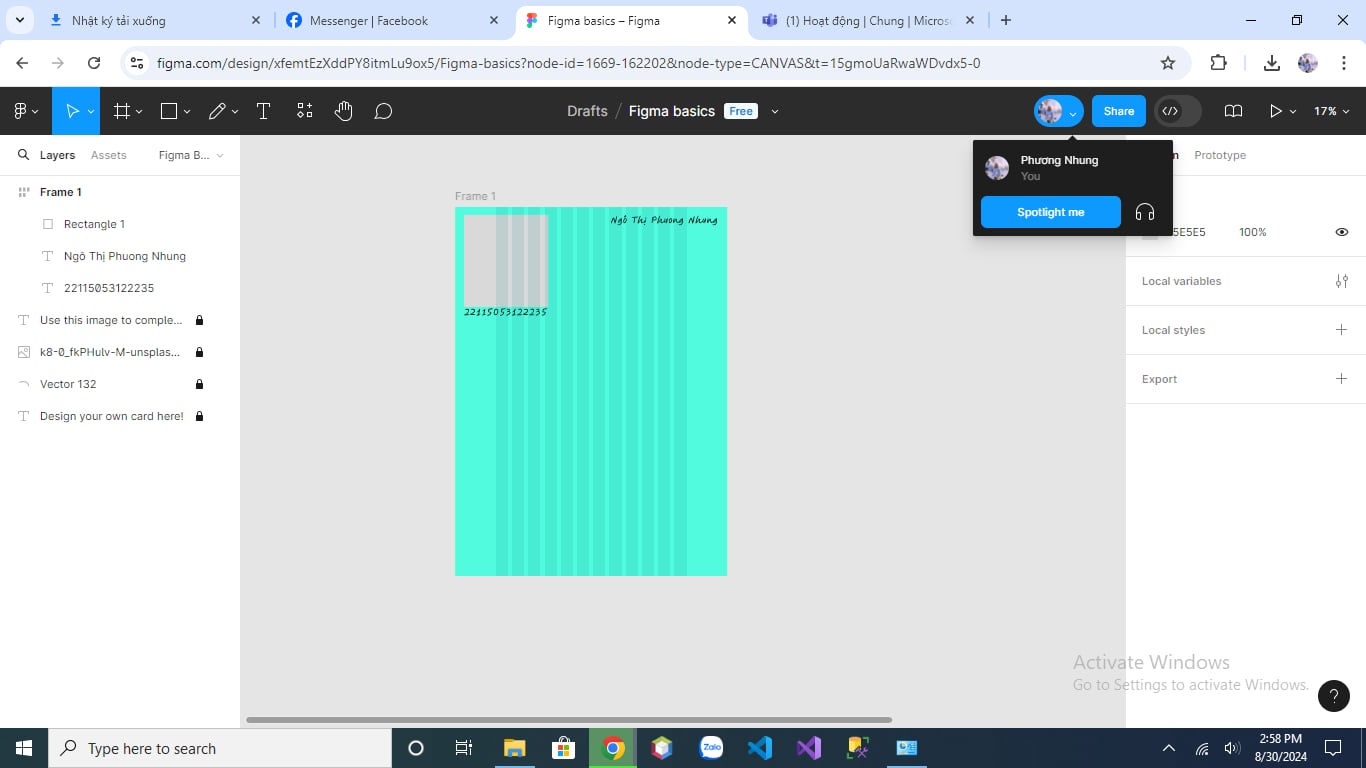 Nhật ký tải xuống
Messenger | Facebook
Figma basics – Figma
(1) Hoạt động | Chung | Micros
figma.com/design/xfemtEzXddPY8itmLu9ox5/Figma-basics?node-id=1669-162202&node-type=CANVAS&t=15gmoUaRwaWDvdx5-0
Drafts / Figma basics Free
Share
17%
Layers Assets Figma B...
Prototype
Phương Nhung
You
Spotlight me
Frame 1
Rectangle 1
Ngô Thị Phuong Nhung
22115053122235
Use this image to comple...
k8-0_fkPHulv-M-unsplas...
Vector 132
Design your own card here!
Frame 1
Ngô Thị Phuong Nhung
22115053122235
5E5E5 100%
Local variables
Local styles
Export
Activate Windows
Go to Settings to activate Windows.
?
Type here to search
Zalo
2:58 PM
8/30/2024